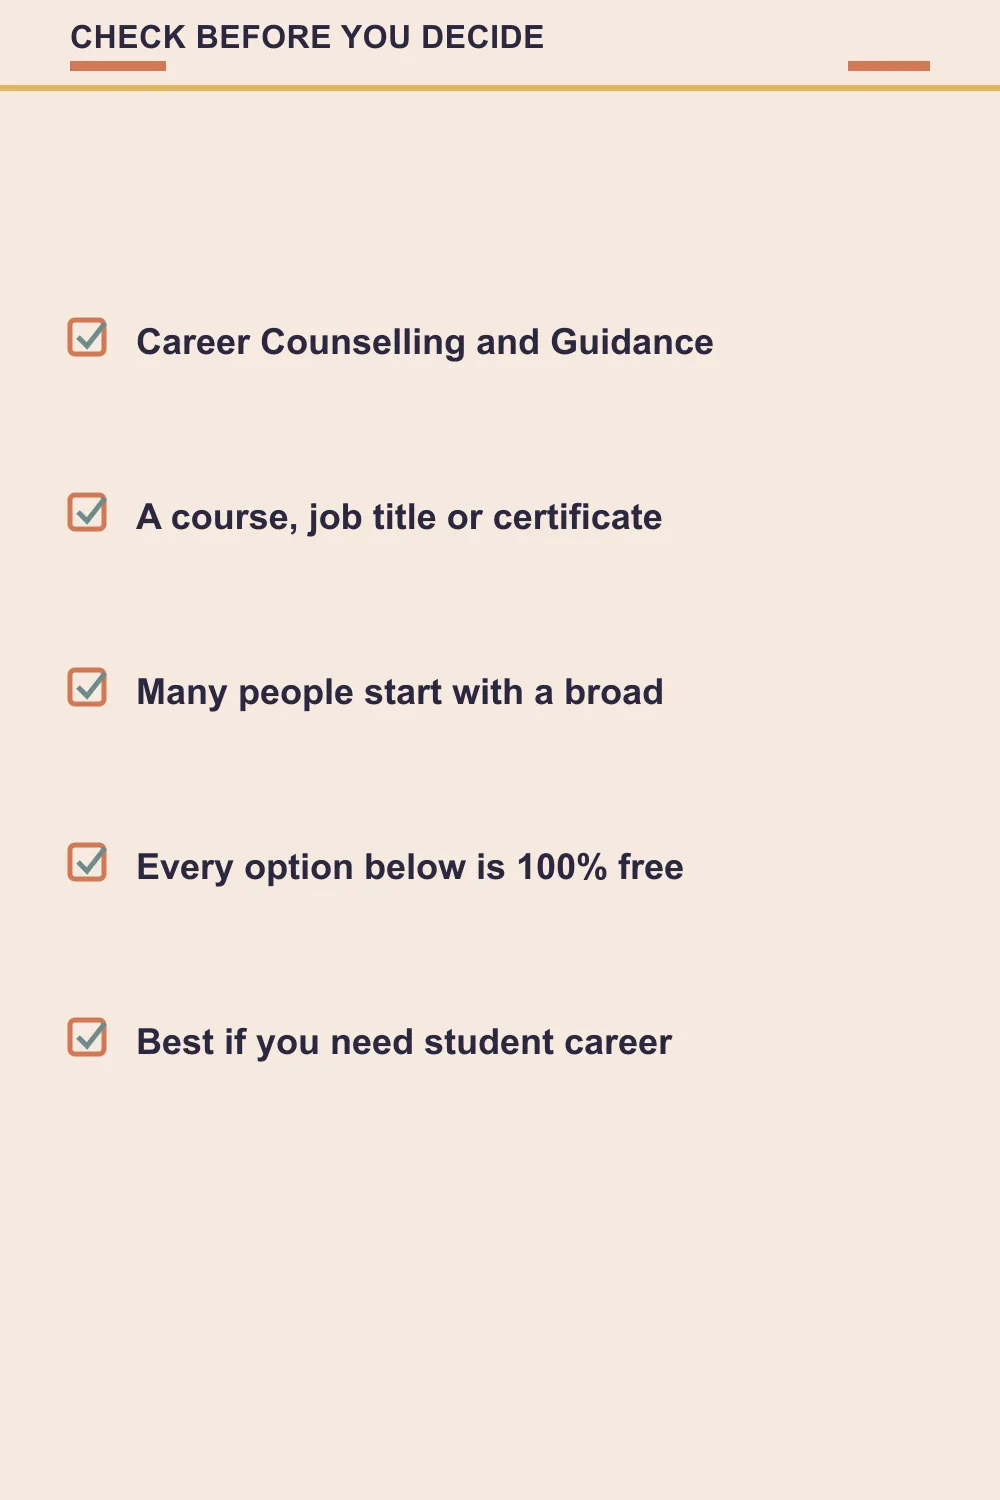 CHECK BEFORE YOU DECIDE
Career Counselling and Guidance
A course, job title or certificate
Many people start with a broad
Every option below is 100% free
Best if you need student career